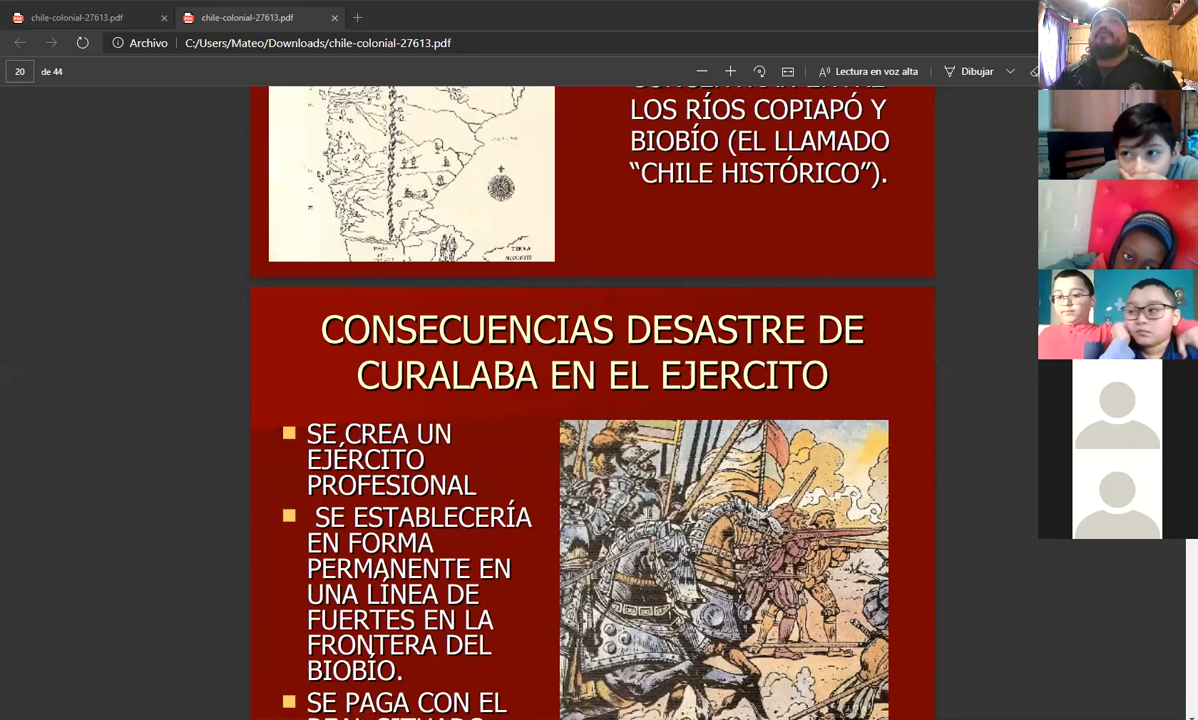 chile-colonial-27613.pdf
chile-colonial-27613.pdf
Archivo
C:/Users/Mateo/Downloads/chile-colonial-27613.pdf
20 de 44
Lectura en voz alta
Dibujar
LOS RÍOS COPIAPÓ Y
BIOBÍO (EL LLAMADO
“CHILE HISTÓRICO”).
CONSECUENCIAS DESASTRE DE
CURALABA EN EL EJERCITO
SE CREA UN
EJÉRCITO
PROFESIONAL
SE ESTABLECERÍA
EN FORMA
PERMANENTE EN
UNA LÍNEA DE
FUERTES EN LA
FRONTERA DEL
BIOBÍO.
SE PAGA CON EL